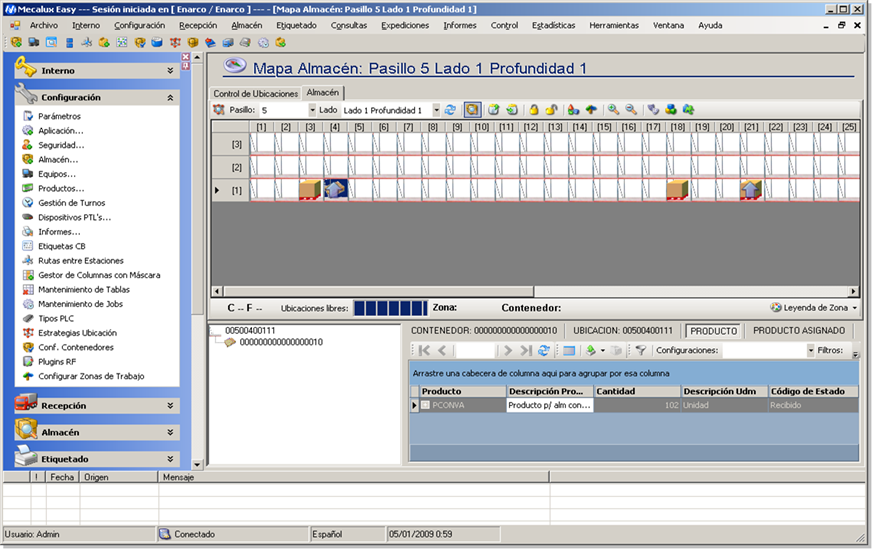 Mecalux Easy --- Sesión iniciada en [ Enarco / Enarco ] --- - [Mapa Almacén: Pasillo 5 Lado 1 Profundidad 1]
Archivo Interno Configuración Recepción Almacén Etiquetado Consultas Expediciones Informes Control Estadísticas Herramientas Ventana Ayuda
Interno
Configuración
Parámetros
Aplicación...
Seguridad...
Almacén...
Equipos...
Productos...
Gestión de Turnos
Dispositivos PTL's...
Informes...
Etiquetas CB
Rutas entre Estaciones
Gestor de Columnas con Máscara
Mantenimiento de Tablas
Mantenimiento de Jobs
Tipos PLC
Estrategias Ubicación
Conf. Contenedores
Plugins RF
Configurar Zonas de Trabajo
Recepción
Almacén
Etiquetado
Mapa Almacén: Pasillo 5 Lado 1 Profundidad 1
Control de Ubicaciones Almacén
Pasillo: 5 Lado Lado 1 Profundidad 1
[1] [2] [3] [4] [5] [6] [7] [8] [9] [10] [11] [12] [13] [14] [15] [16] [17] [18] [19] [20] [21] [22] [23] [24] [25]
[3]
[2]
[1]
C -- F -- Ubicaciones libres: Zona: Contenedor: Leyenda de Zona
00500400111
000000000000000010
CONTENEDOR: 000000000000000010 UBICACION: 00500400111 PRODUCTO PRODUCTO ASIGNADO
Configuraciones: Filtros:
Arrastre una cabecera de columna aquí para agrupar por esa columna
Producto Descripción Pro... Cantidad Descripción Udm Código de Estado
PCONVA Producto p/ alm con... 102 Unidad Recibido
! Fecha Origen Mensaje
Usuario: Admin Conectado Español 05/01/2009 0:59